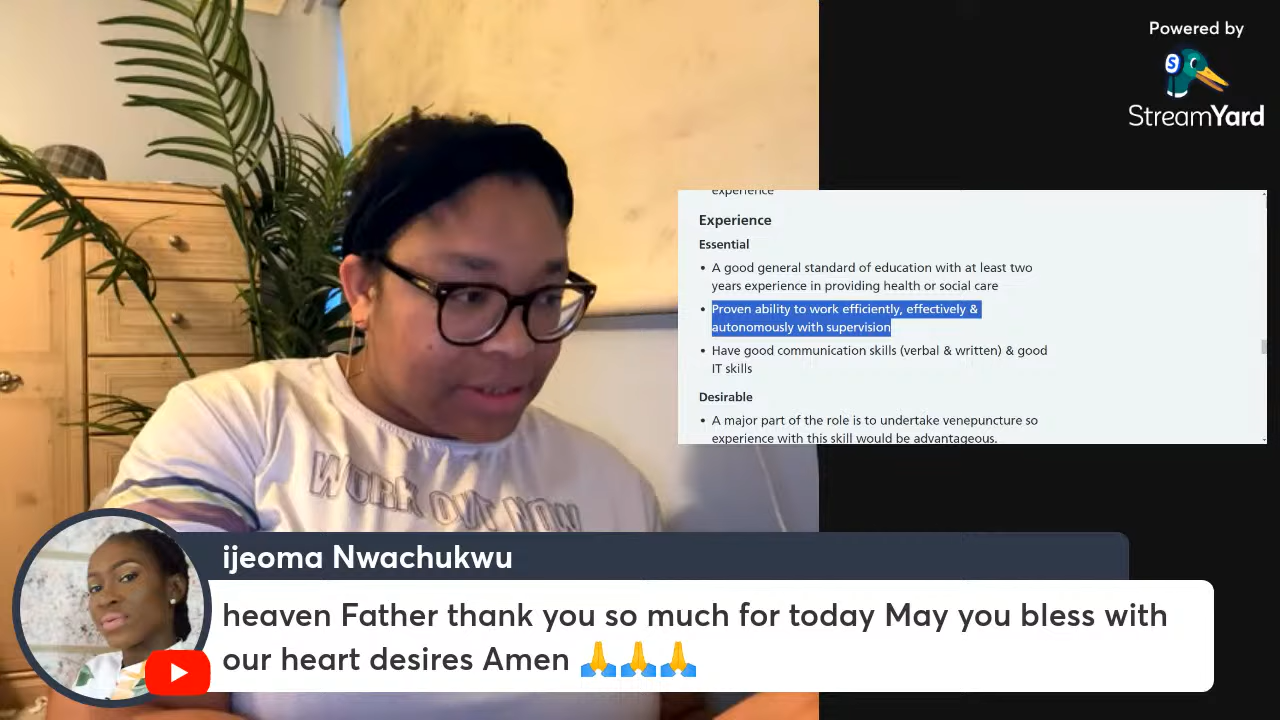 Powered by
StreamYard
experience
Experience
Essential
• A good general standard of education with at least two
years experience in providing health or social care
• Proven ability to work efficiently, effectively &
autonomously with supervision
• Have good communication skills (verbal & written) & good
IT skills
Desirable
• A major part of the role is to undertake venepuncture so
experience with this skill would be advantageous.
WORK OUT NOW
ijeoma Nwachukwu
heaven Father thank you so much for today May you bless with
our heart desires Amen 🙏🙏🙏